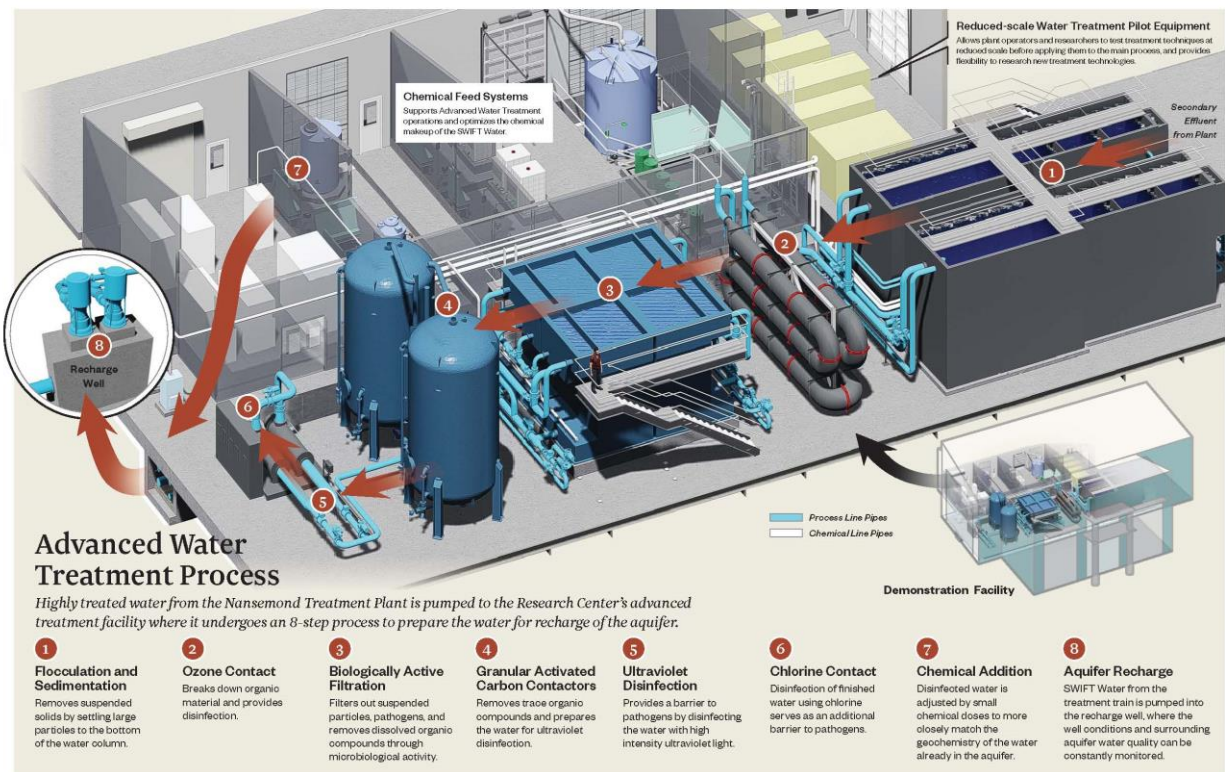 Reduced-scale Water Treatment Pilot Equipment
Allows plant operators and researchers to test treatment techniques at
reduced scale before applying them to the main process, and provides
flexibility to research new treatment technologies.
Chemical Feed Systems
Supports Advanced Water Treatment
operations and optimizes the chemical
makeup of the SWIFT Water.
Secondary
Effluent
from Plant
1
2
3
4
5
6
7
8
Recharge
Well
Process Line Pipes
Chemical Line Pipes
Demonstration Facility
Advanced Water
Treatment Process
Highly treated water from the Nansemond Treatment Plant is pumped to the Research Center's advanced
treatment facility where it undergoes an 8-step process to prepare the water for recharge of the aquifer.
1
Flocculation and
Sedimentation
Removes suspended
solids by settling large
particles to the bottom
of the water column.
2
Ozone Contact
Breaks down organic
material and provides
disinfection.
3
Biologically Active
Filtration
Filters out suspended
particles, pathogens, and
removes dissolved organic
compounds through
microbiological activity.
4
Granular Activated
Carbon Contactors
Removes trace organic
compounds and prepares
the water for ultraviolet
disinfection.
5
Ultraviolet
Disinfection
Provides a barrier to
pathogens by disinfecting
the water with high
intensity ultraviolet light.
6
Chlorine Contact
Disinfection of finished
water using chlorine
serves as an additional
barrier to pathogens.
7
Chemical Addition
Disinfected water is
adjusted by small
chemical doses to more
closely match the
geochemistry of the water
already in the aquifer.
8
Aquifer Recharge
SWIFT Water from the
treatment train is pumped into
the recharge well, where the
well conditions and surrounding
aquifer water quality can be
constantly monitored.